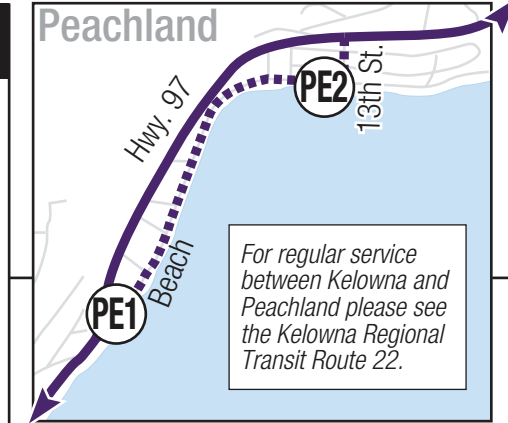 Peachland
Hwy. 97
PE2
13th St.
Beach
PE1
For regular service
between Kelowna and
Peachland please see
the Kelowna Regional
Transit Route 22.